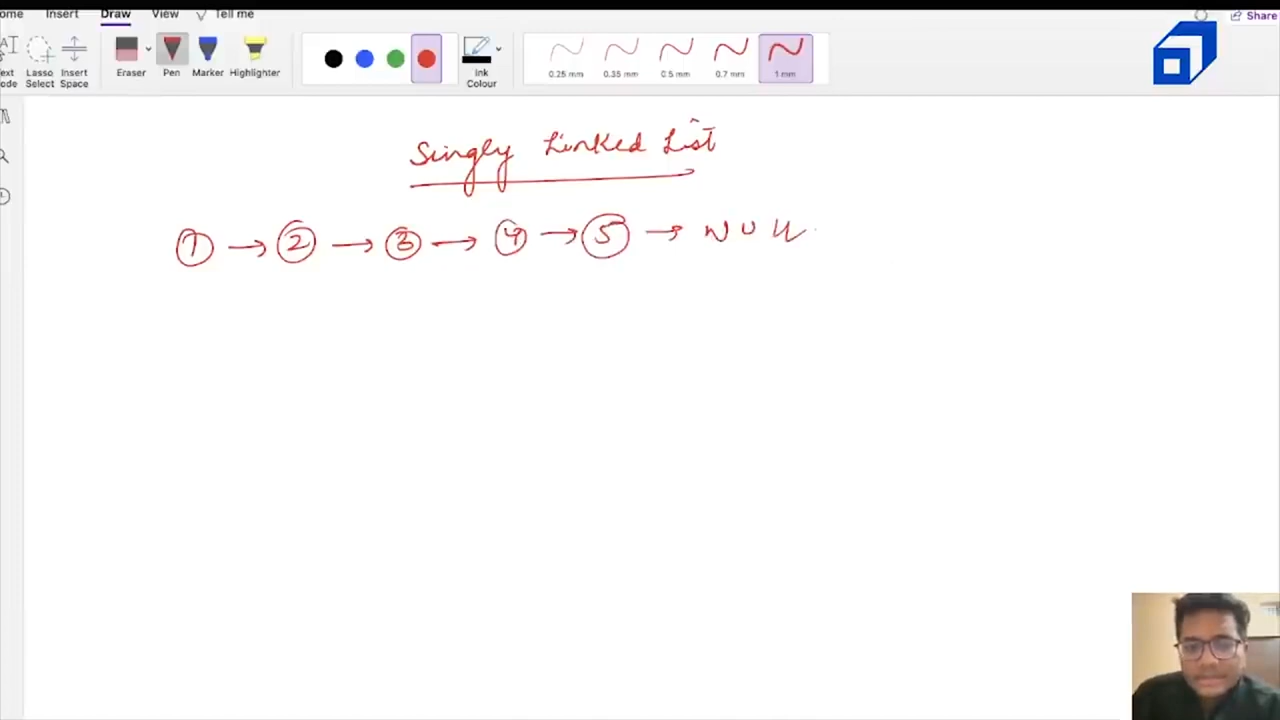 ome Insert Draw View Tell me Share
Text Mode Lasso Select Insert Space Eraser Pen Marker Highlighter Ink Colour 0.25 mm 0.35 mm 0.5 mm 0.7 mm 1 mm
Singly Linked List
1 → 2 → 3 → 4 → 5 → NULL